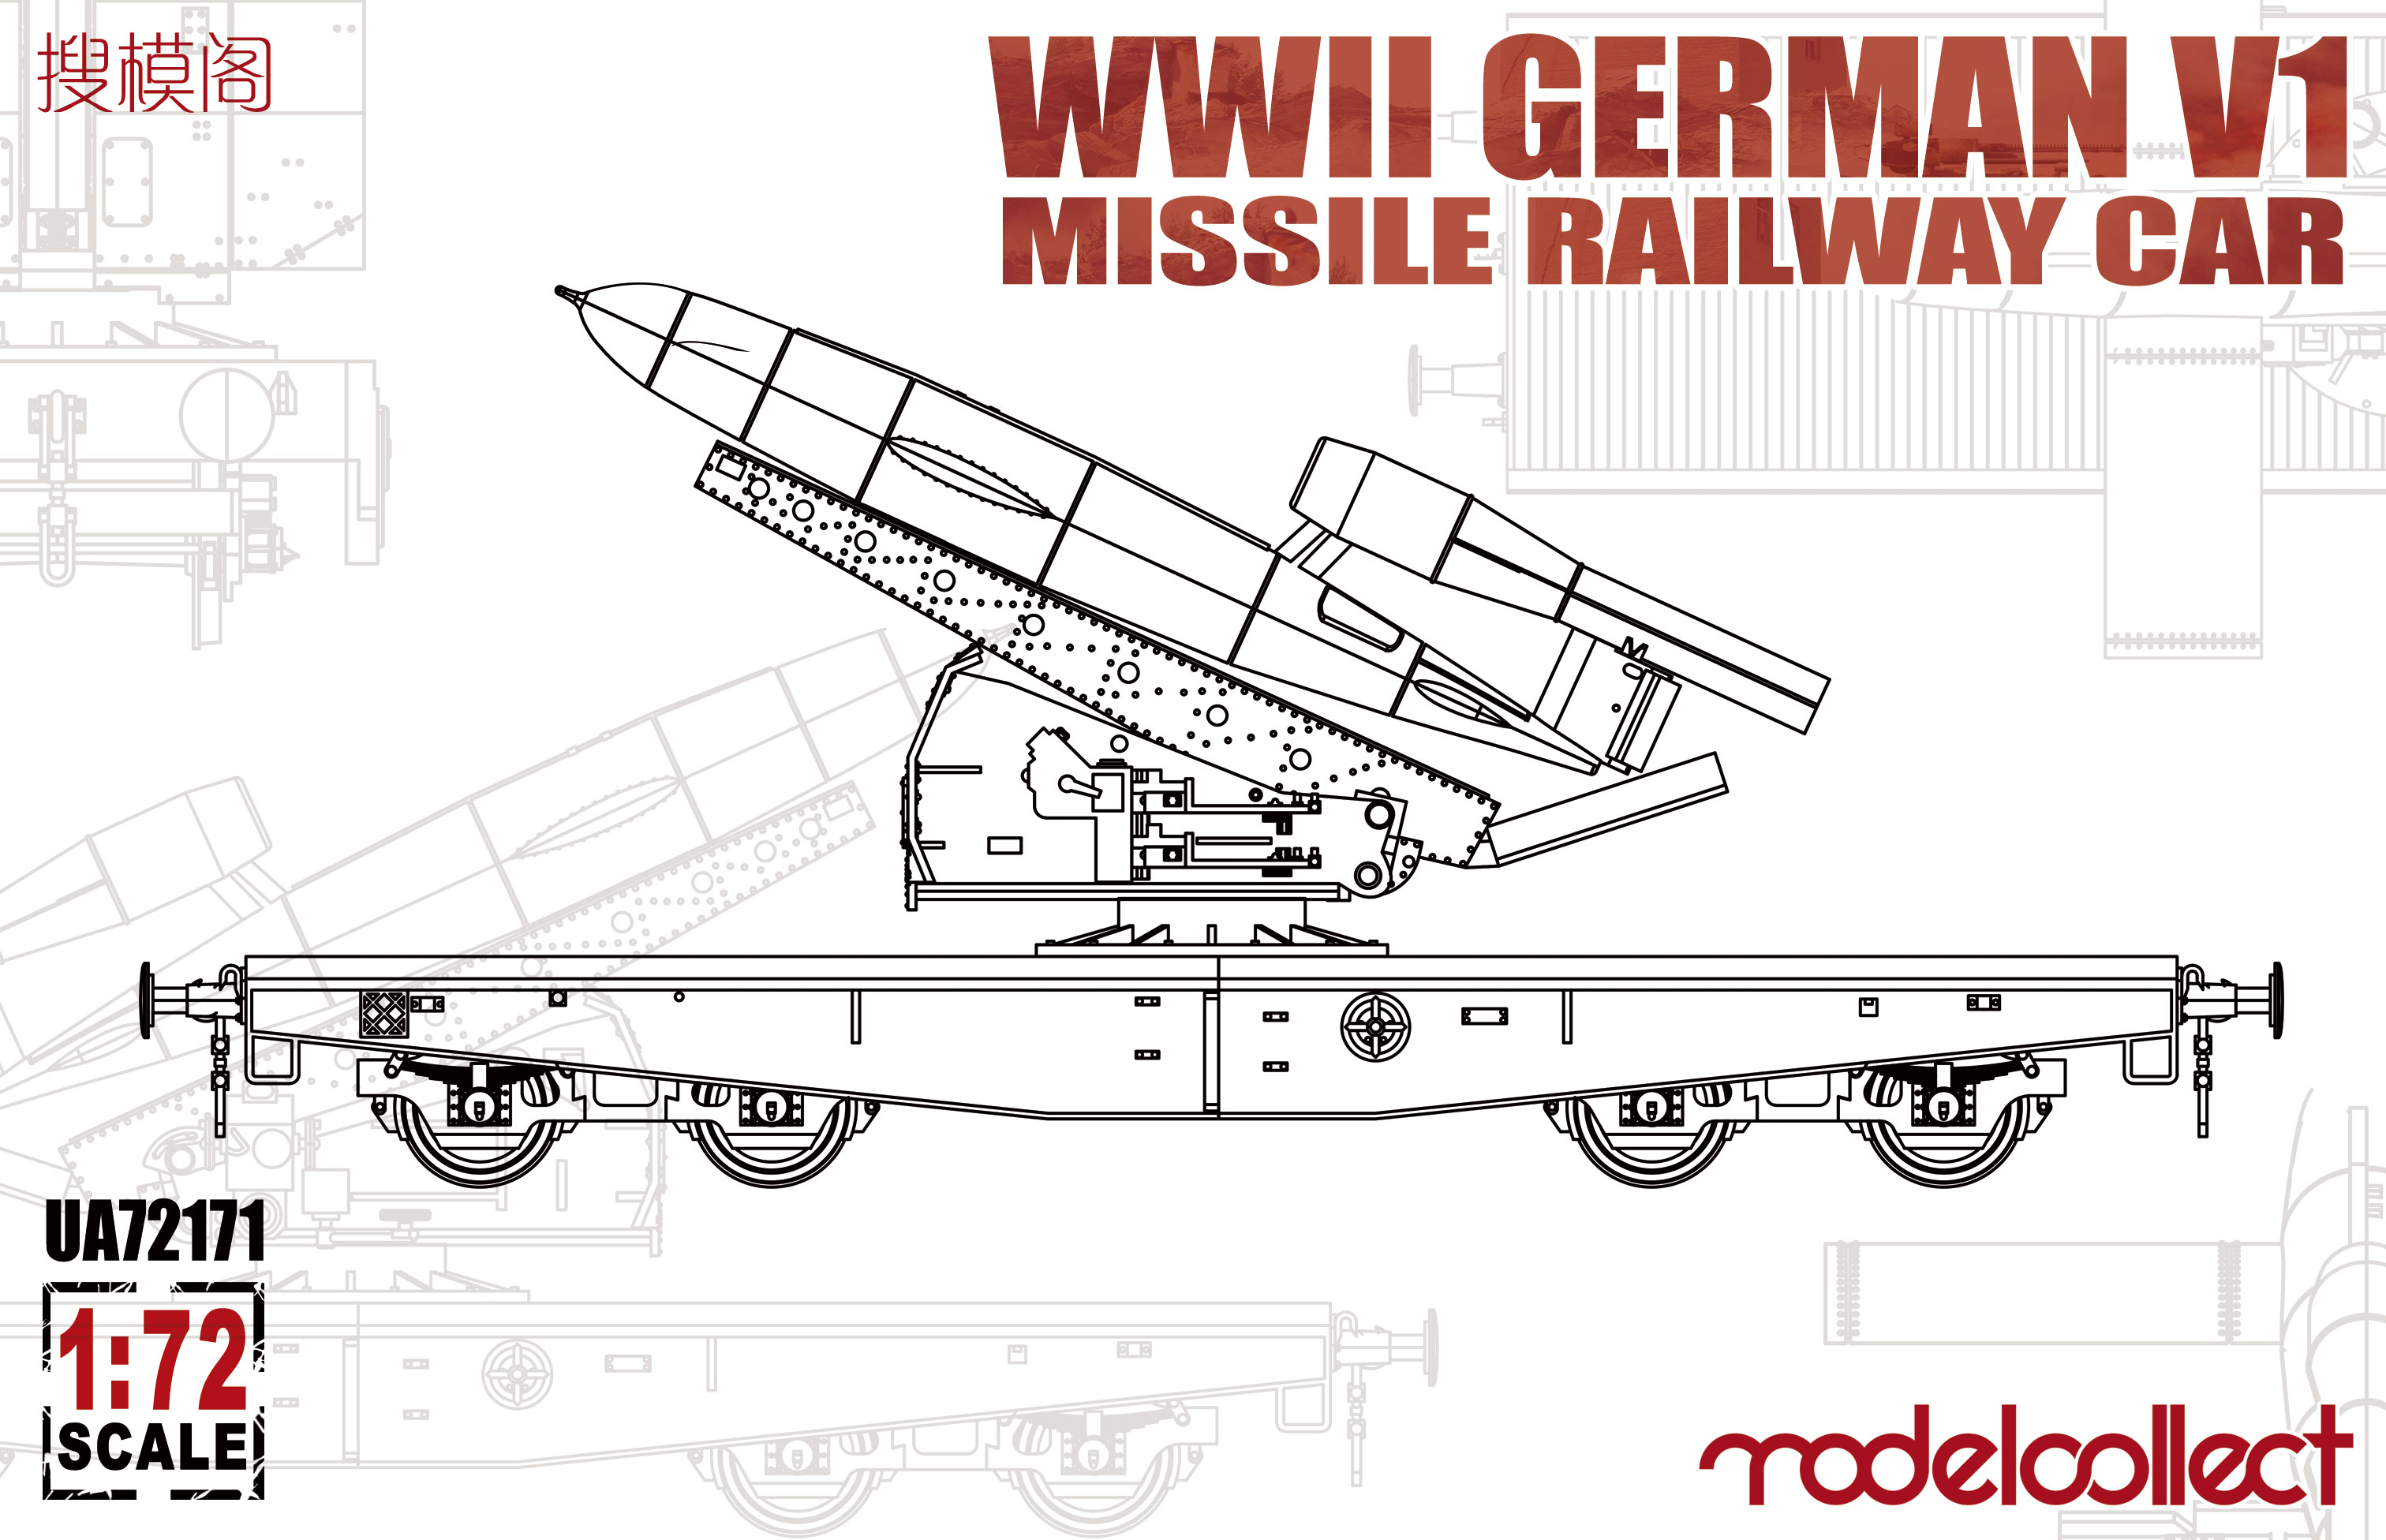 搜模阁
WWII GERMAN V1
MISSILE RAILWAY CAR
UA72171
1:72
SCALE
modelcollect